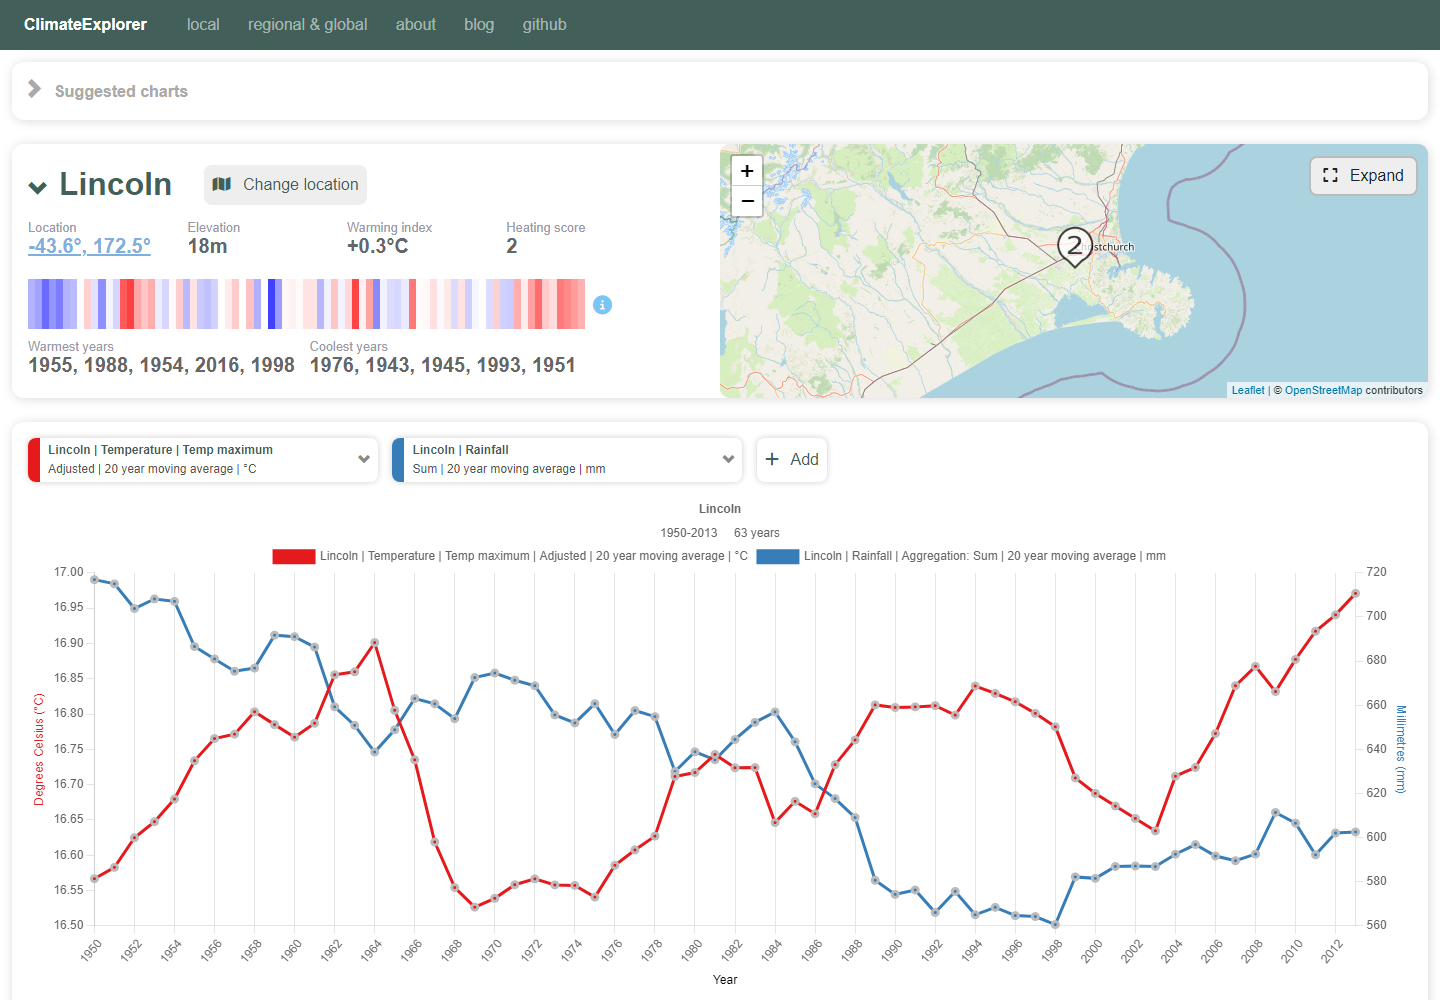 ClimateExplorer local regional & global about blog github
Suggested charts
Lincoln Change location
Location Elevation Warming index Heating score
-43.6°, 172.5° 18m +0.3°C 2
Warmest years Coolest years
1955, 1988, 1954, 2016, 1998 1976, 1943, 1945, 1993, 1951
+
−
Expand
2
Leaflet | © OpenStreetMap contributors
Lincoln | Temperature | Temp maximum
Adjusted | 20 year moving average | °C
Lincoln | Rainfall
Sum | 20 year moving average | mm
+ Add
Lincoln
1950-2013 63 years
Lincoln | Temperature | Temp maximum | Adjusted | 20 year moving average | °C Lincoln | Rainfall | Aggregation: Sum | 20 year moving average | mm
Degrees Celsius (°C)
17.00
16.95
16.90
16.85
16.80
16.75
16.70
16.65
16.60
16.55
16.50
720
700
680
660
640
620
600
580
560
Millimetres (mm)
1950 1952 1954 1956 1958 1960 1962 1964 1966 1968 1970 1972 1974 1976 1978 1980 1982 1984 1986 1988 1990 1992 1994 1996 1998 2000 2002 2004 2006 2008 2010 2012
Year